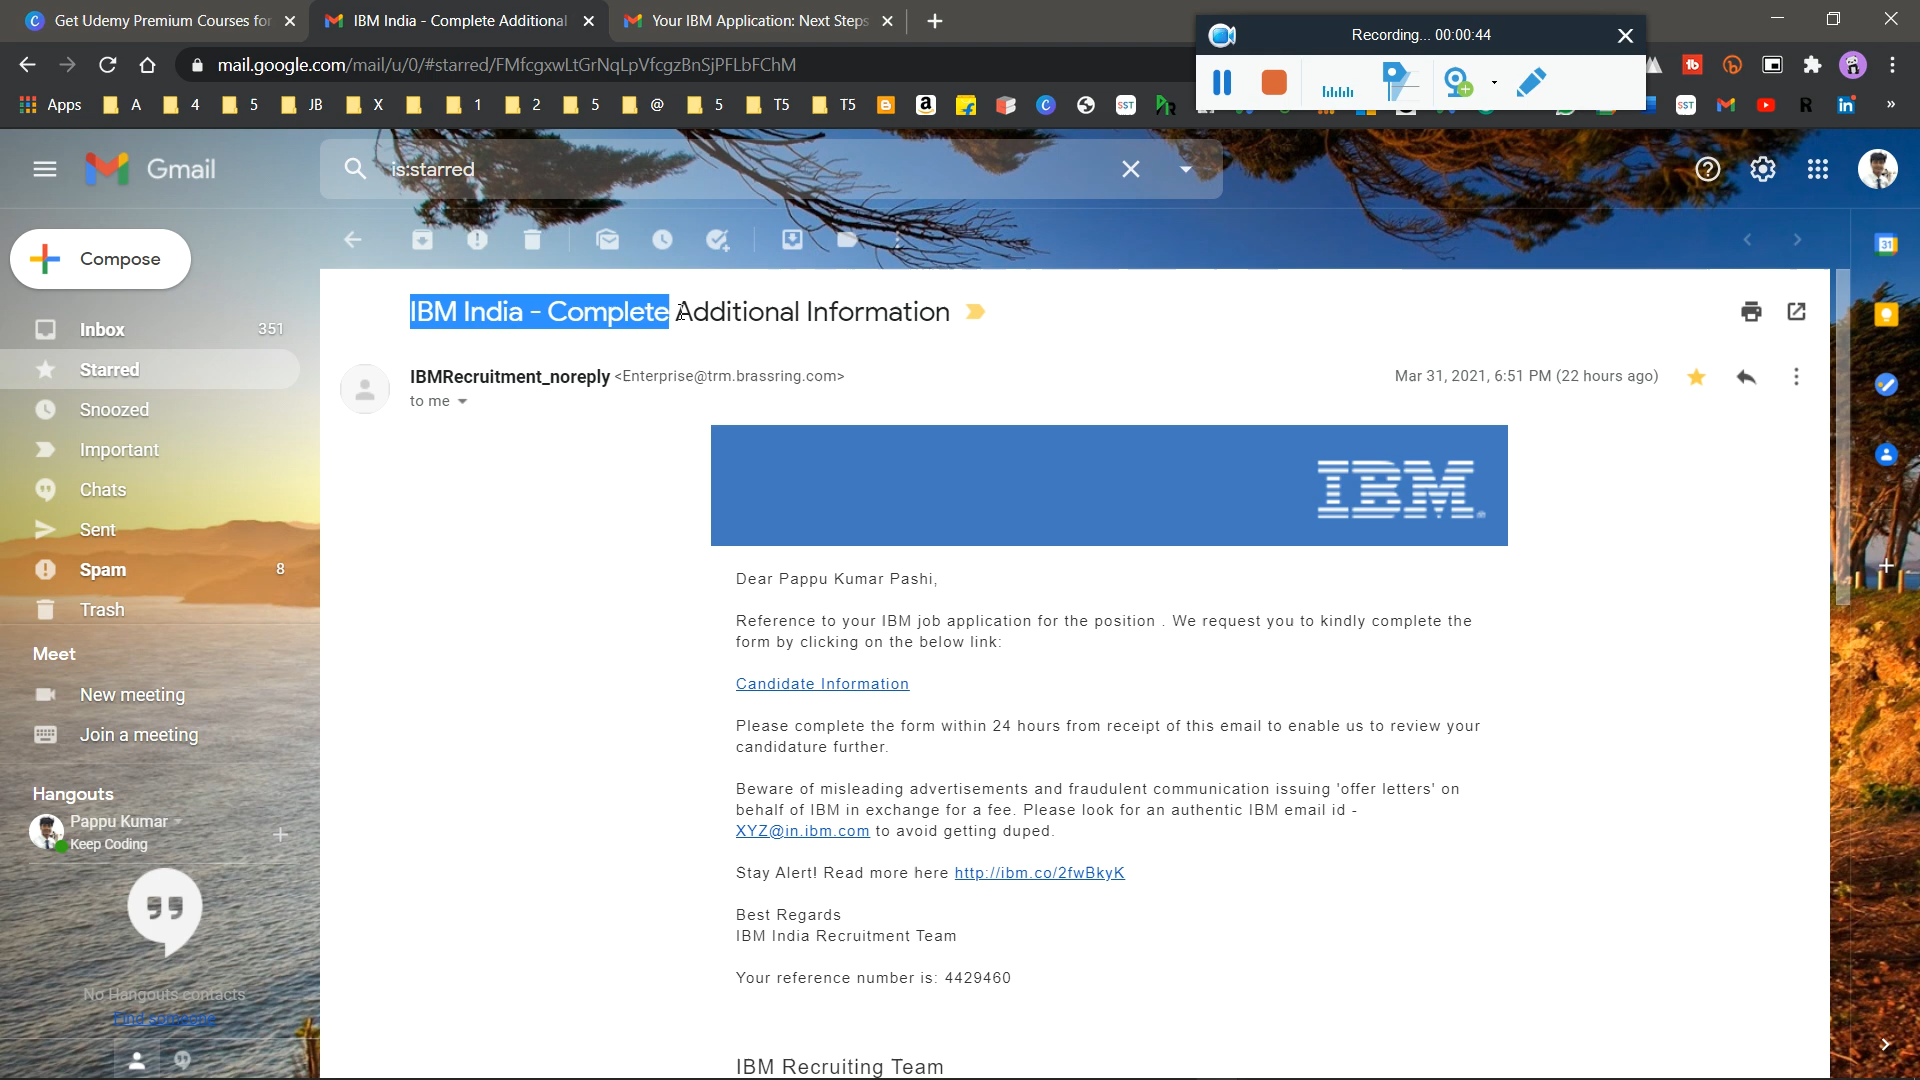 Get Udemy Premium Courses for
IBM India - Complete Additional
Your IBM Application: Next Steps
Recording... 00:00:44
mail.google.com/mail/u/0/#starred/FMfcgxwLtGrNqLpVfcgzBnSjPFLbFChM
Apps A 4 5 JB X 1 2 5 @ 5 T5 T5
Gmail
is:starred
Compose
Inbox 351
Starred
Snoozed
Important
Chats
Sent
Spam 8
Trash
Meet
New meeting
Join a meeting
Hangouts
Pappu Kumar
Keep Coding
No Hangouts contacts
Find someone
IBM India - Complete Additional Information
IBMRecruitment_noreply <Enterprise@trm.brassring.com>
Mar 31, 2021, 6:51 PM (22 hours ago)
to me
IBM
Dear Pappu Kumar Pashi,
Reference to your IBM job application for the position . We request you to kindly complete the
form by clicking on the below link:
Candidate Information
Please complete the form within 24 hours from receipt of this email to enable us to review your
candidature further.
Beware of misleading advertisements and fraudulent communication issuing 'offer letters' on
behalf of IBM in exchange for a fee. Please look for an authentic IBM email id -
XYZ@in.ibm.com to avoid getting duped.
Stay Alert! Read more here http://ibm.co/2fwBkyK
Best Regards
IBM India Recruitment Team
Your reference number is: 4429460
IBM Recruiting Team